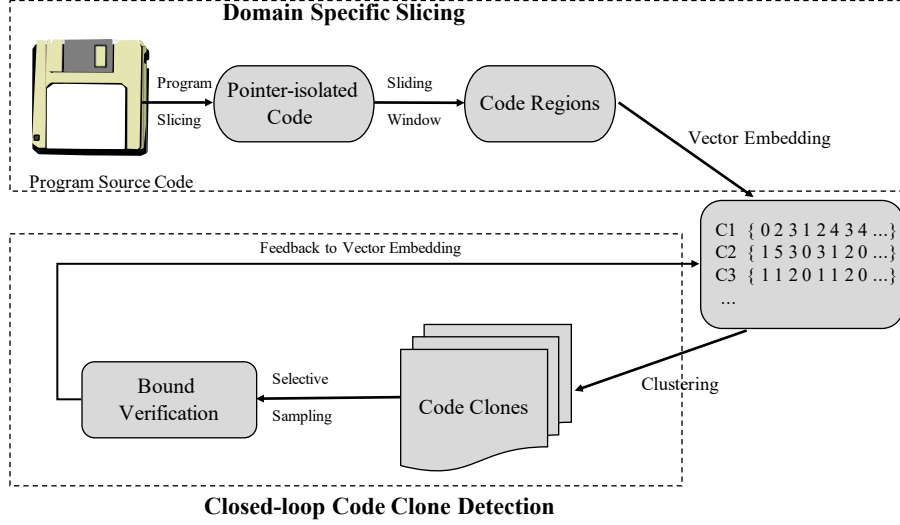 Domain Specific Slicing
Program
Slicing
Pointer-isolated
Code
Sliding
Window
Code Regions
Vector Embedding
Program Source Code
C1 { 0 2 3 1 2 4 3 4 ...}
C2 { 1 5 3 0 3 1 2 0 ...}
C3 { 1 1 2 0 1 1 2 0 ...}
...
Feedback to Vector Embedding
Clustering
Code Clones
Selective
Sampling
Bound
Verification
Closed-loop Code Clone Detection